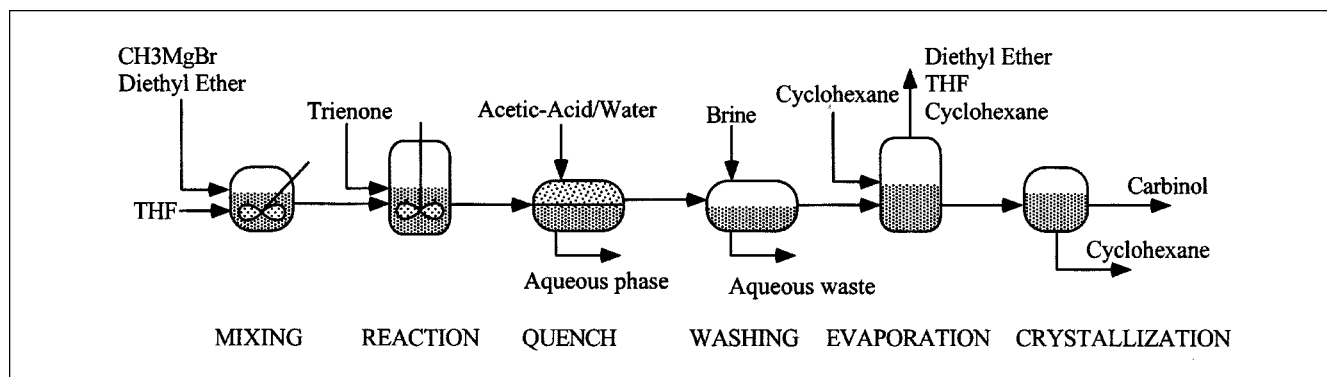 CH3MgBr
Diethyl Ether
Trienone
Acetic-Acid/Water
Brine
Cyclohexane
Diethyl Ether
THF
Cyclohexane
THF
Carbinol
Cyclohexane
Aqueous phase
Aqueous waste
MIXING
REACTION
QUENCH
WASHING
EVAPORATION
CRYSTALLIZATION